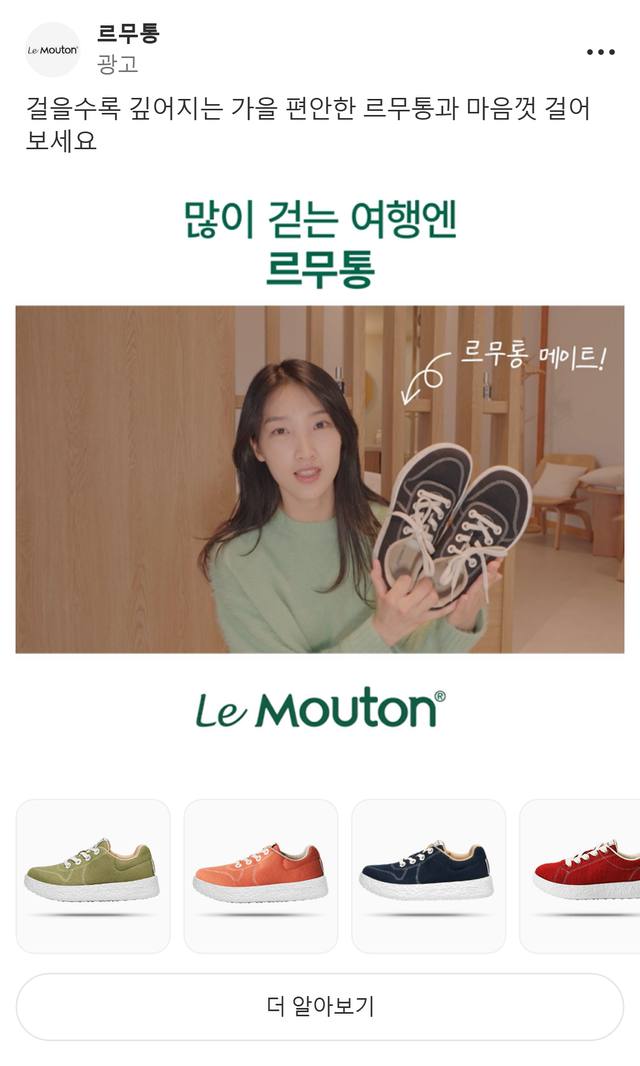 Le Mouton
르무통
광고
걸을수록 깊어지는 가을 편안한 르무통과 마음껏 걸어
보세요
많이 걷는 여행엔
르무통
르무통 메이트!
Le Mouton®
더 알아보기